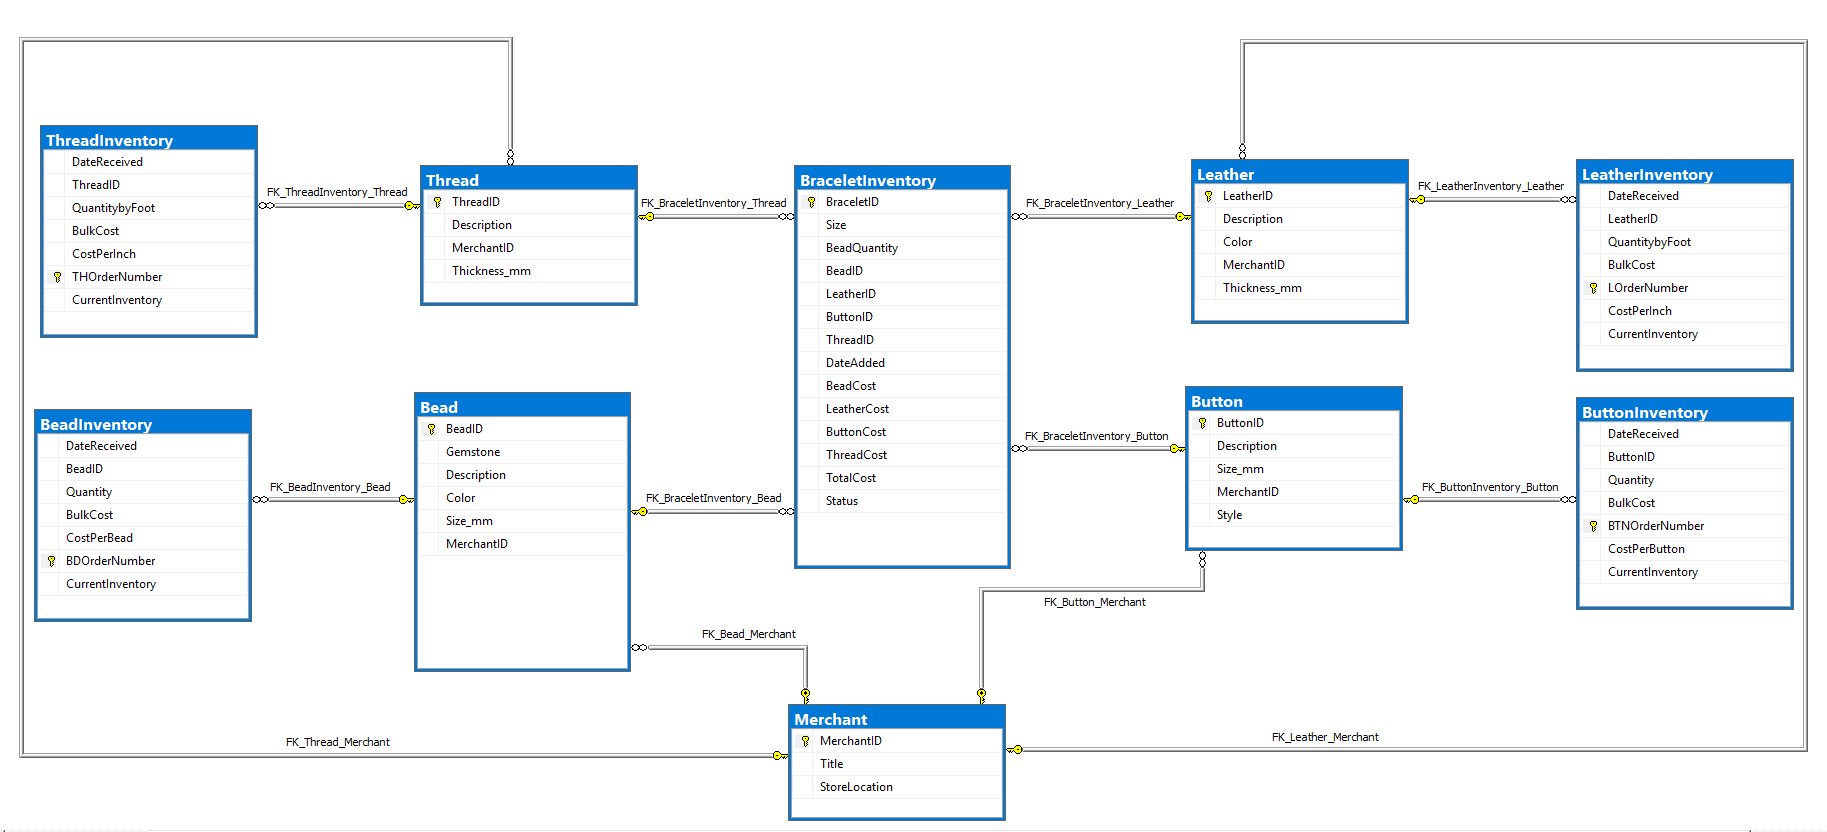 ThreadInventory
DateReceived
ThreadID
QuantitybyFoot
BulkCost
CostPerInch
THOrderNumber
CurrentInventory
FK_ThreadInventory_Thread
Thread
ThreadID
Description
MerchantID
Thickness_mm
FK_BraceletInventory_Thread
BraceletInventory
BraceletID
Size
BeadQuantity
BeadID
LeatherID
ButtonID
ThreadID
DateAdded
BeadCost
LeatherCost
ButtonCost
ThreadCost
TotalCost
Status
FK_BraceletInventory_Leather
Leather
LeatherID
Description
Color
MerchantID
Thickness_mm
FK_LeatherInventory_Leather
LeatherInventory
DateReceived
LeatherID
QuantitybyFoot
BulkCost
LOrderNumber
CostPerInch
CurrentInventory
BeadInventory
DateReceived
BeadID
Quantity
BulkCost
CostPerBead
BDOrderNumber
CurrentInventory
FK_BeadInventory_Bead
Bead
BeadID
Gemstone
Description
Color
Size_mm
MerchantID
FK_BraceletInventory_Bead
FK_BraceletInventory_Button
Button
ButtonID
Description
Size_mm
MerchantID
Style
FK_ButtonInventory_Button
ButtonInventory
DateReceived
ButtonID
Quantity
BulkCost
BTNOrderNumber
CostPerButton
CurrentInventory
FK_Button_Merchant
FK_Bead_Merchant
FK_Thread_Merchant
Merchant
MerchantID
Title
StoreLocation
FK_Leather_Merchant